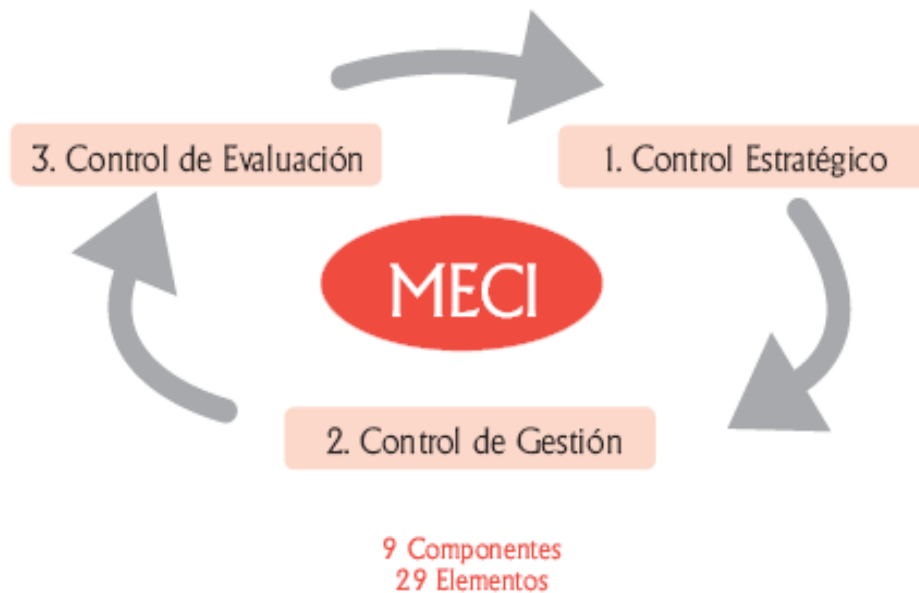 3. Control de Evaluación
1. Control Estratégico
MECI
2. Control de Gestión
9 Componentes
29 Elementos